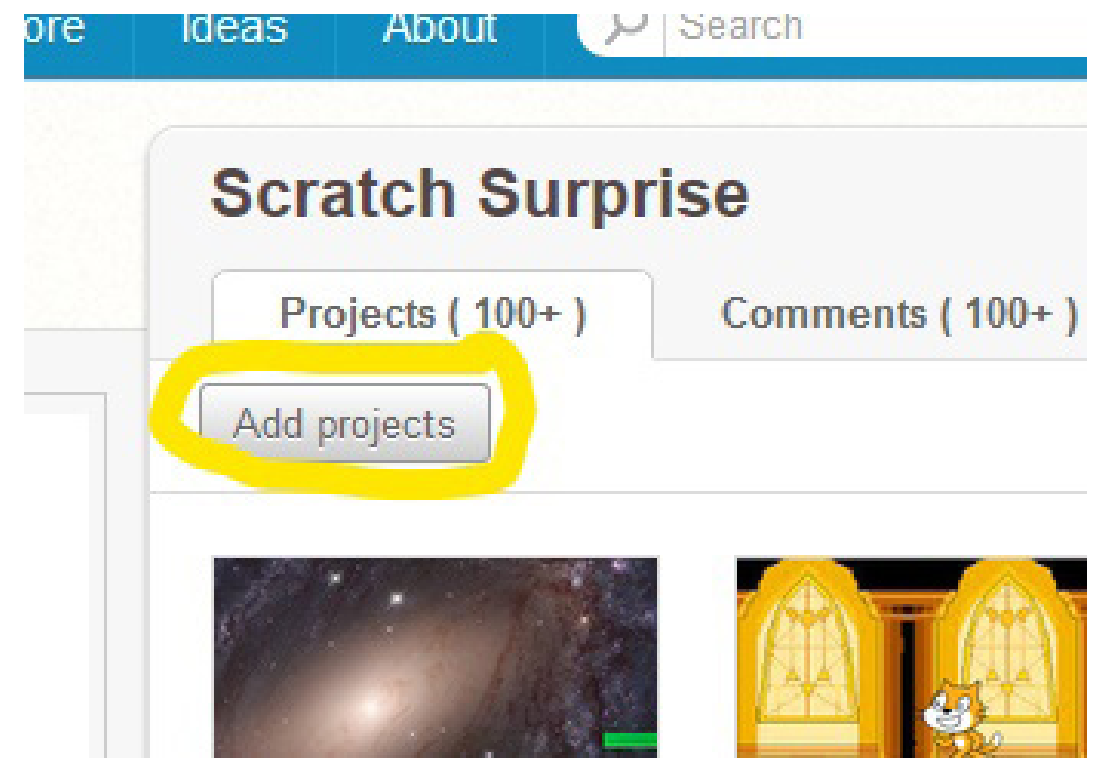 ore Ideas About Search
Scratch Surprise
Projects ( 100+ ) Comments ( 100+ )
Add projects